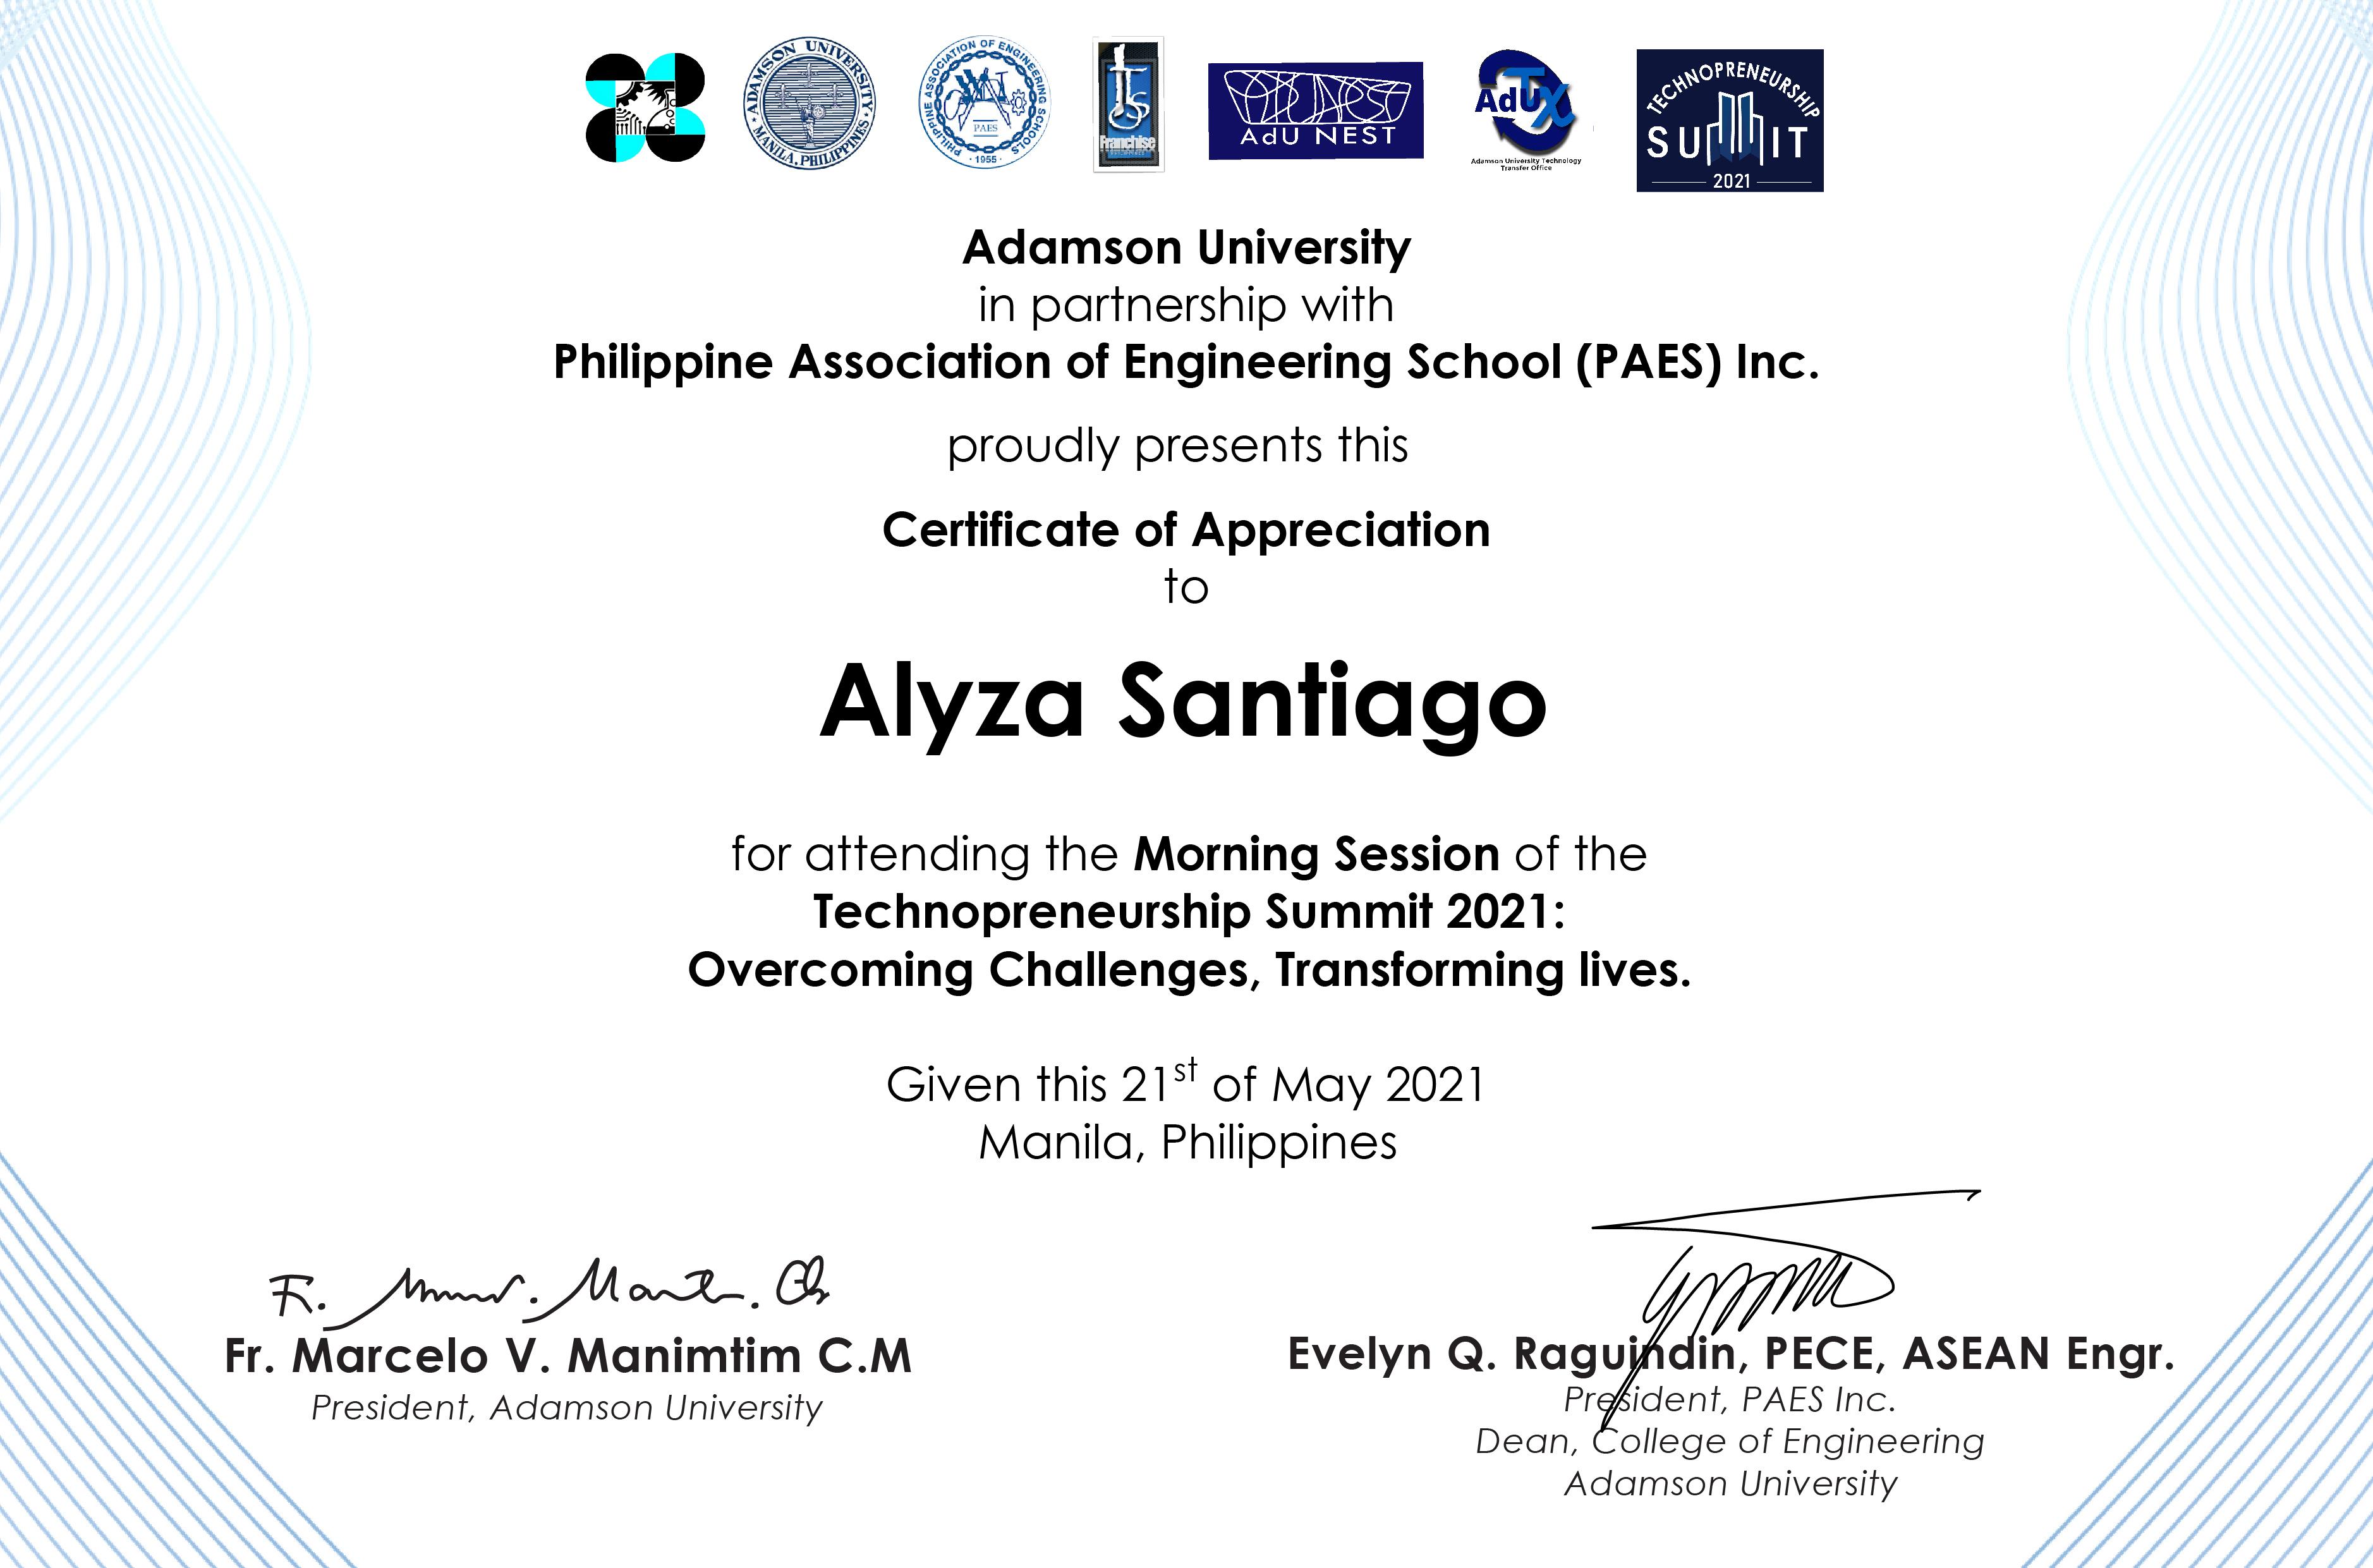 ADAMSON UNIVERSITY
MANILA, PHILIPPINES
PHILIPPINE ASSOCIATION OF ENGINEERING SCHOOLS
PAES
1955
Franchise
AdU NEST
AdUTX
Adamson University Technology
Transfer Office
TECHNOPRENEURSHIP
SUMMIT
2021
Adamson University
in partnership with
Philippine Association of Engineering School (PAES) Inc.
proudly presents this
Certificate of Appreciation
to
Alyza Santiago
for attending the Morning Session of the
Technopreneurship Summit 2021:
Overcoming Challenges, Transforming lives.
Given this 21st of May 2021
Manila, Philippines
Fr. Marcelo V. Manimtim C.M
President, Adamson University
Evelyn Q. Raguindin, PECE, ASEAN Engr.
President, PAES Inc.
Dean, College of Engineering
Adamson University